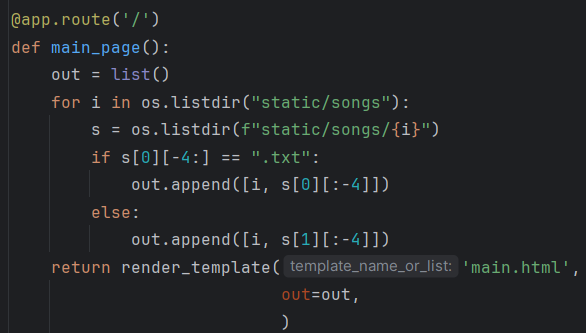 @app.route('/')
def main_page():
    out = list()
    for i in os.listdir("static/songs"):
        s = os.listdir(f"static/songs/{i}")
        if s[0][-4:] == ".txt":
            out.append([i, s[0][:-4]])
        else:
            out.append([i, s[1][:-4]])
    return render_template( template_name_or_list: 'main.html',
                           out=out,
                           )